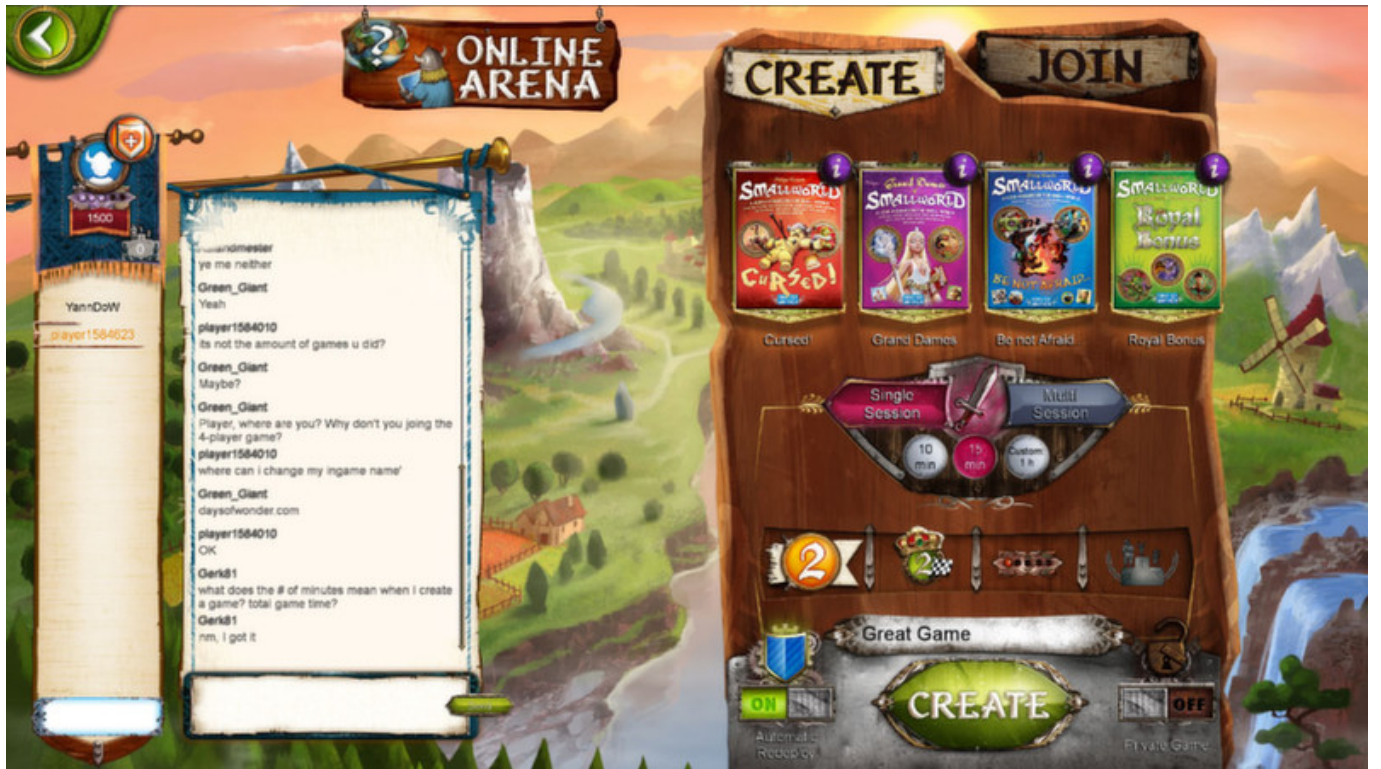 ONLINE
ARENA
CREATE
JOIN
1500
0
YannDoW
player1584623
ye me neither
Green_Giant
Yeah
player1584010
its not the amount of games u did?
Green_Giant
Maybe?
Green_Giant
Player, where are you? Why don't you joing the
4-player game?
player1584010
where can i change my ingame name'
Green_Giant
daysofwonder.com
player1584010
OK
Gerk81
what does the # of minutes mean when I create
a game? total game time?
Gerk81
nm, I got it
SMALLWORLD
CURSED!
Grand Dames
SMALLWORLD
SMALLWORLD
BE NOT AFRAID...
SMALLWORLD
Royal
Bonus
Cursed!
Grand Dames
Be not Afraid...
Royal Bonus
Single
Session
Multi
Session
10
min
15
min
Custom:
1 h
2
2
Great Game
ON
Automatic
Redeploy
CREATE
OFF
Private Game